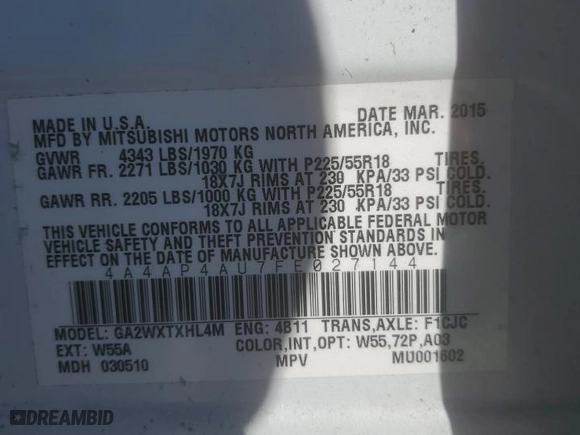 MADE IN U.S.A. DATE MAR. 2015
MFD BY MITSUBISHI MOTORS NORTH AMERICA, INC.
GVWR 4343 LBS/1970 KG
GAWR FR. 2271 LBS/1030 KG WITH P225/55R18 TIRES.
18X7J RIMS AT 230 KPA/33 PSI COLD.
GAWR RR. 2205 LBS/1000 KG WITH P225/55R18 TIRES.
18X7J RIMS AT 230 KPA/33 PSI COLD.
THIS VEHICLE CONFORMS TO ALL APPLICABLE FEDERAL MOTOR
VEHICLE SAFETY AND THEFT PREVENTION STANDARDS IN
EFFECT ON THE DATE OF MANUFACTURE SHOWN ABOVE.
4A4AP4AU7FE027144
MODEL: GA2WXTXHL4M ENG: 4B11 TRANS,AXLE: F1CJC
EXT: W55A COLOR,INT,OPT: W55,72P,A03
MDH 030510 MPV MU001602
DREAMBID